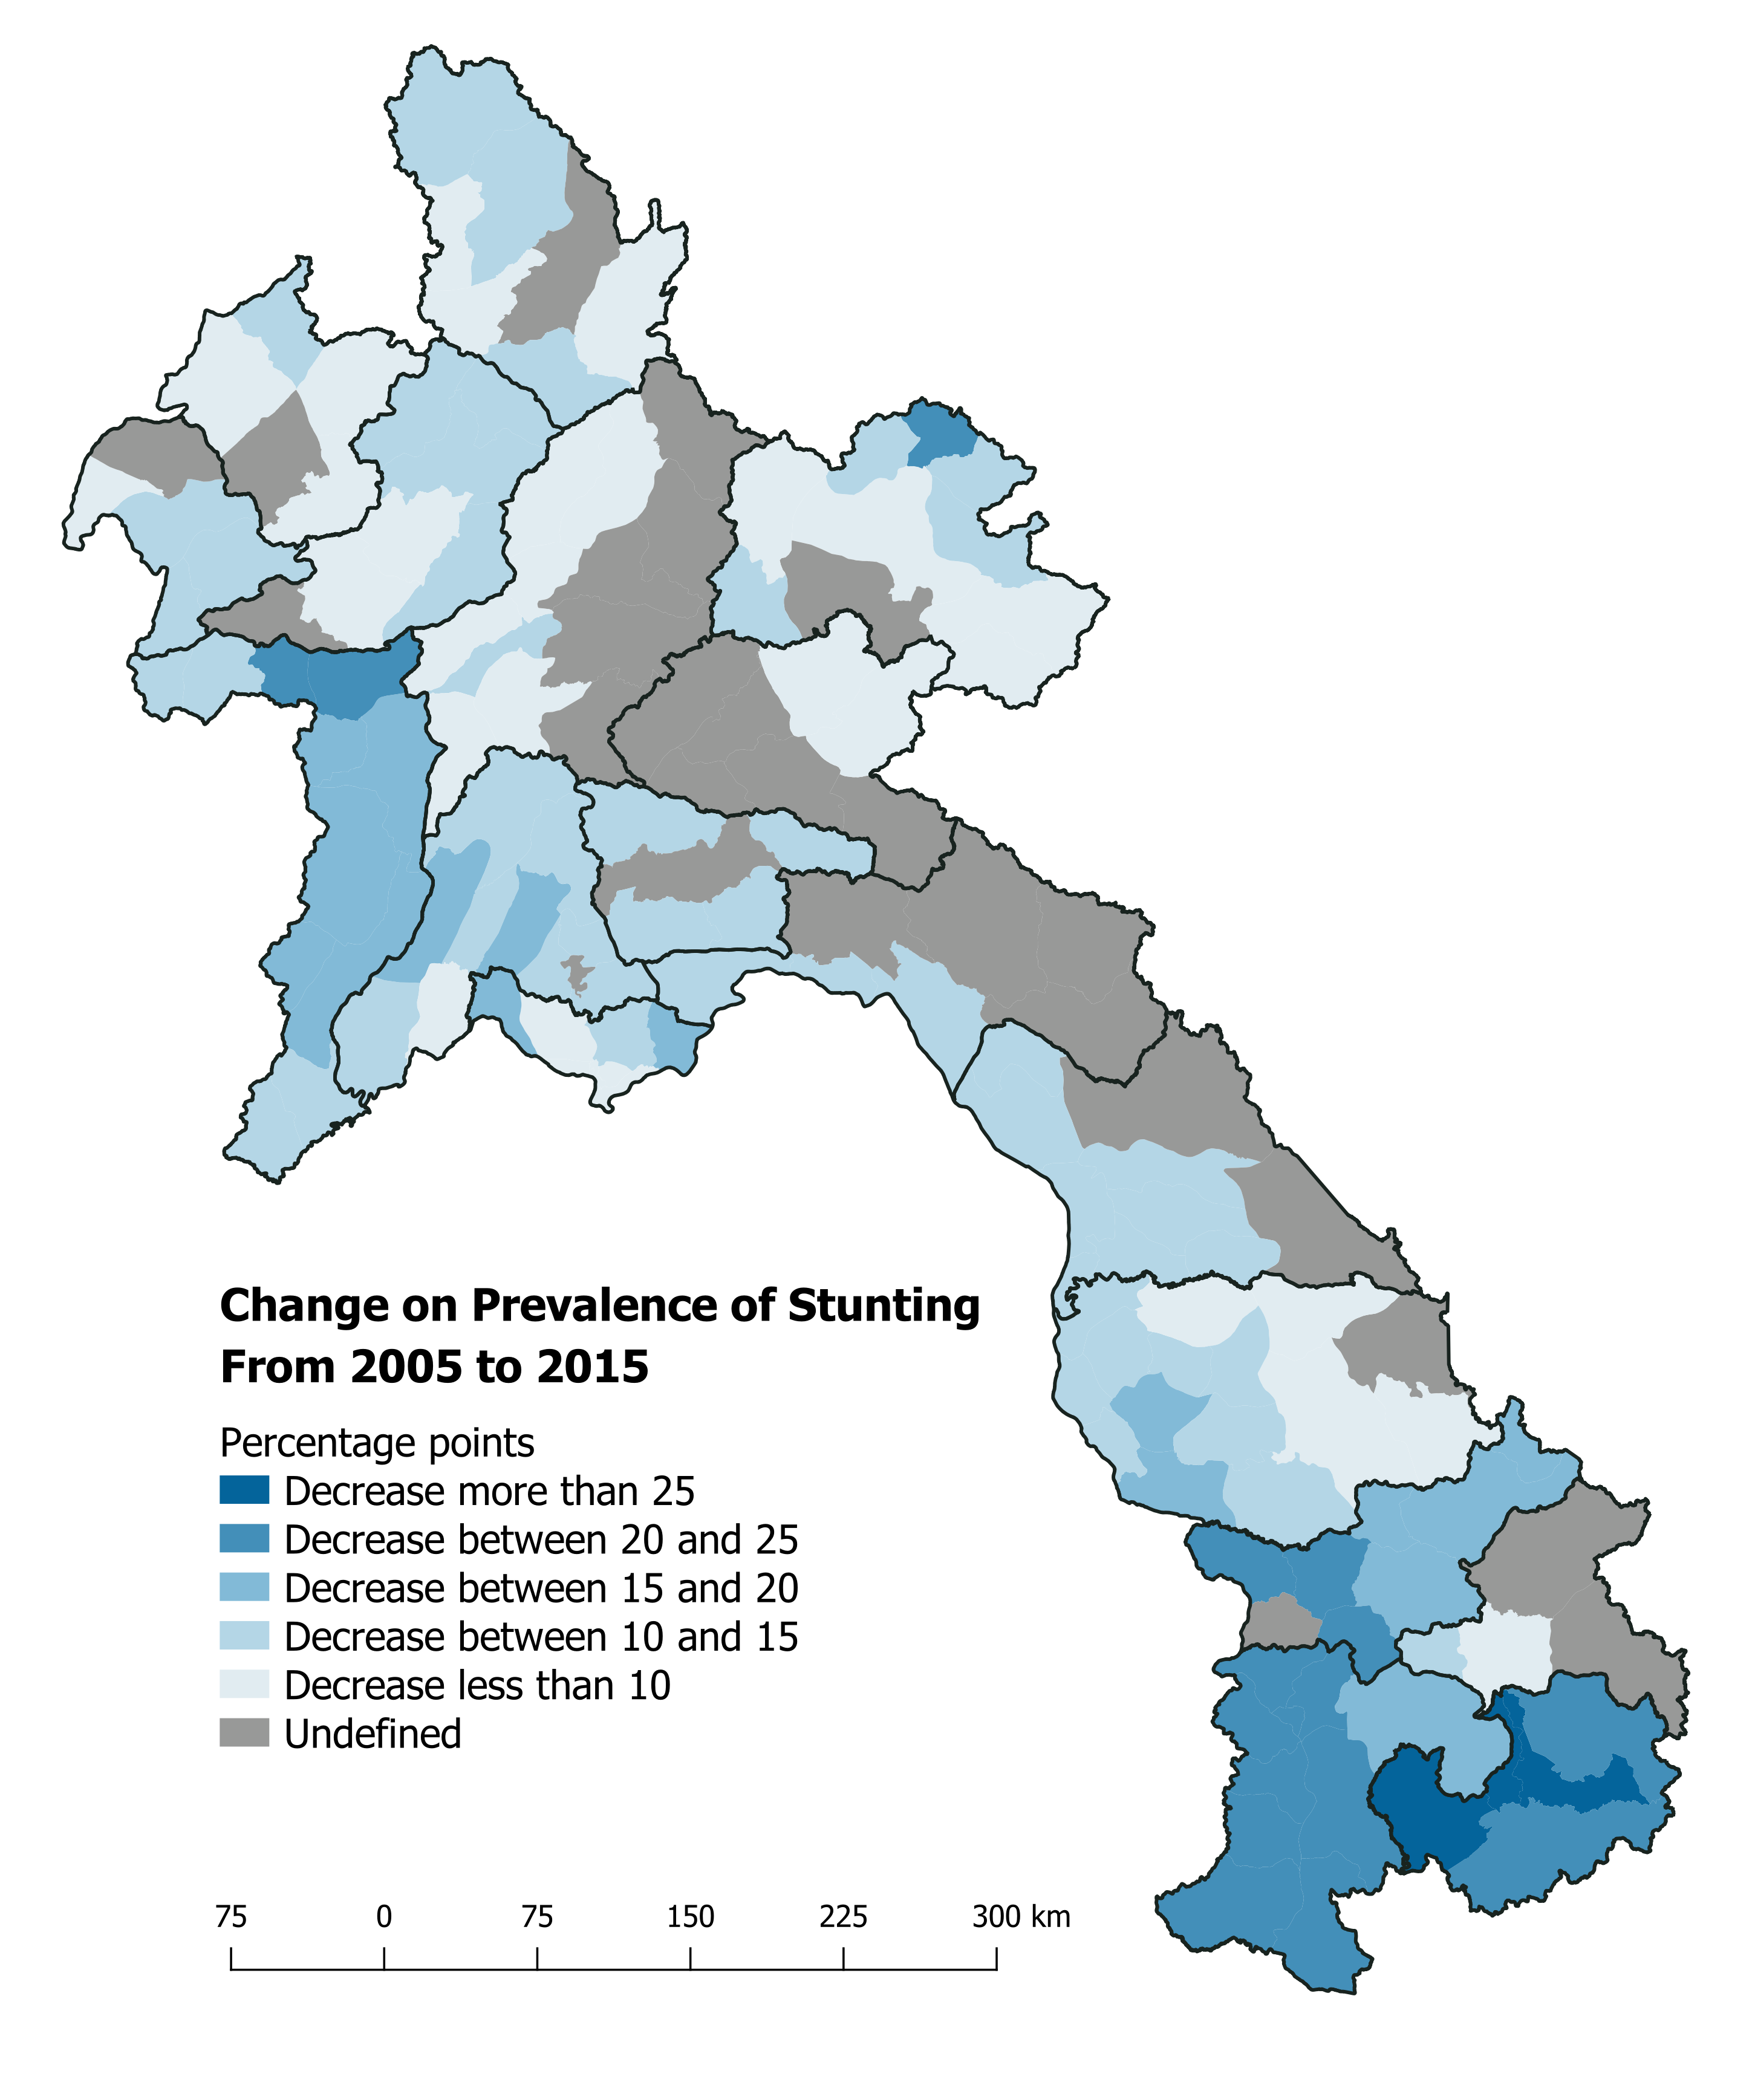 Change on Prevalence of Stunting
From 2005 to 2015
Percentage points
Decrease more than 25
Decrease between 20 and 25
Decrease between 15 and 20
Decrease between 10 and 15
Decrease less than 10
Undefined
75 0 75 150 225 300 km